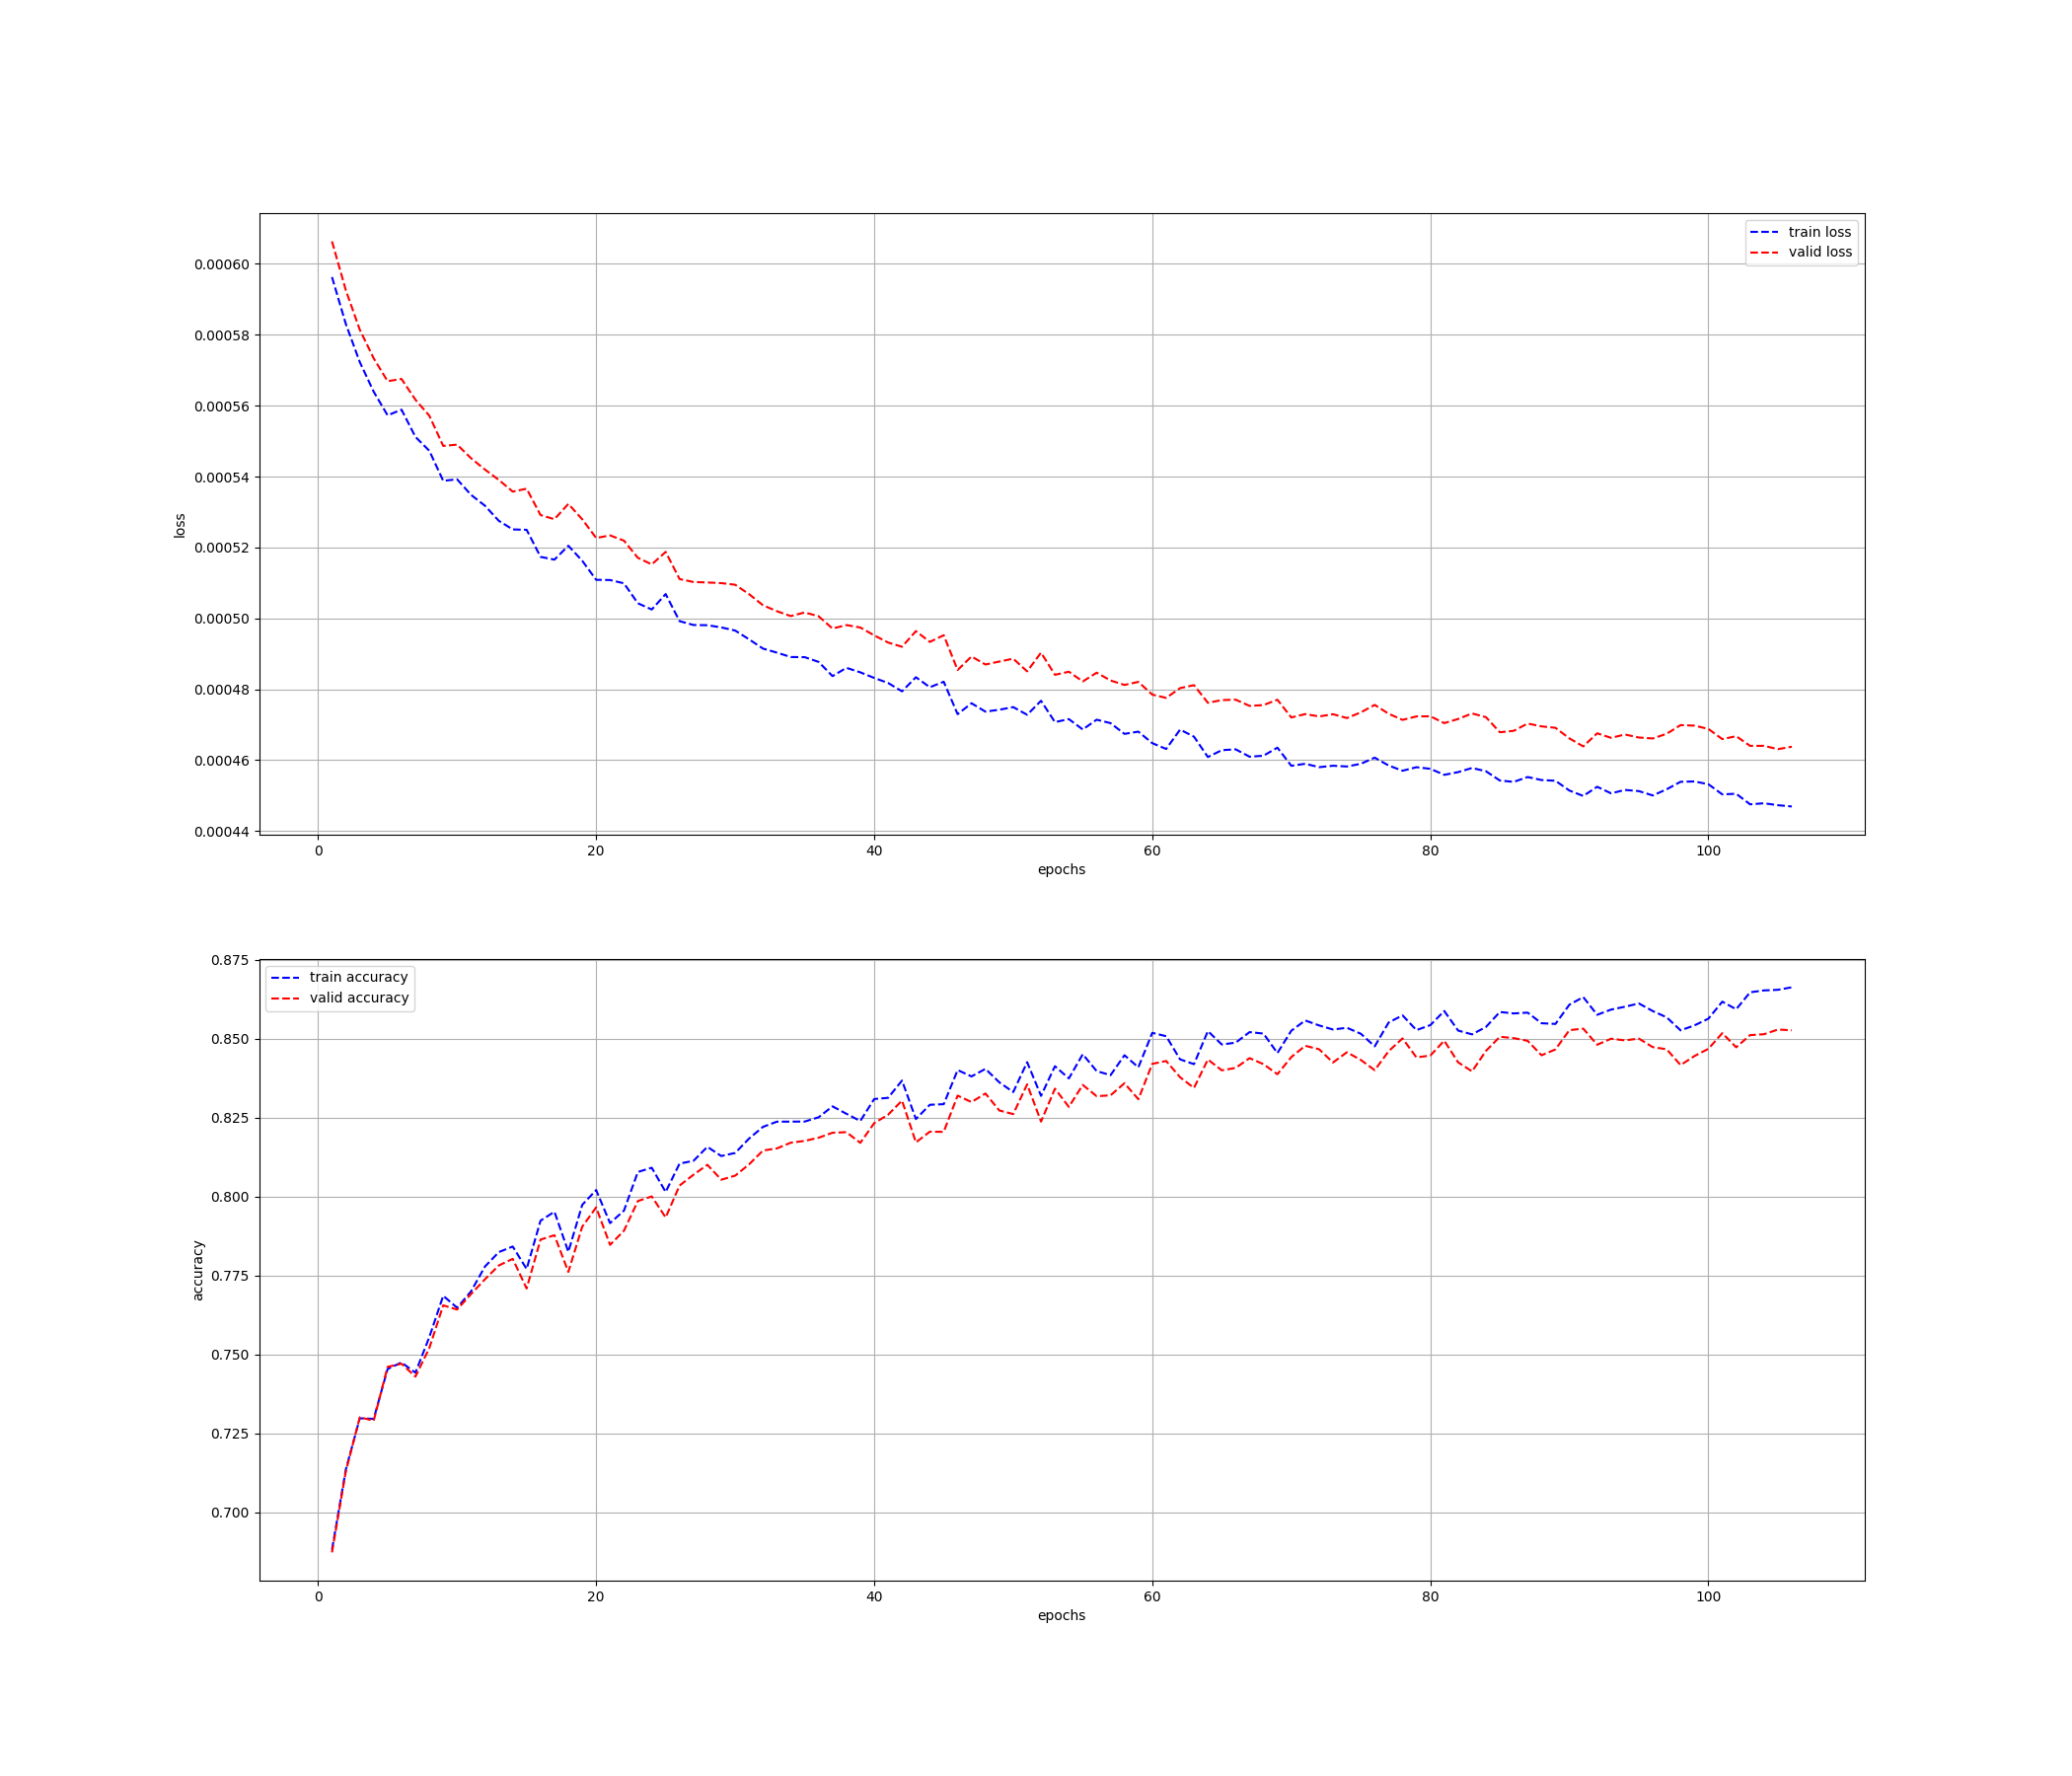 train loss
valid loss
0.00060
0.00058
0.00056
0.00054
0.00052
0.00050
0.00048
0.00046
0.00044
loss
0 20 40 60 80 100
epochs
train accuracy
valid accuracy
0.875
0.850
0.825
0.800
0.775
0.750
0.725
0.700
accuracy
0 20 40 60 80 100
epochs